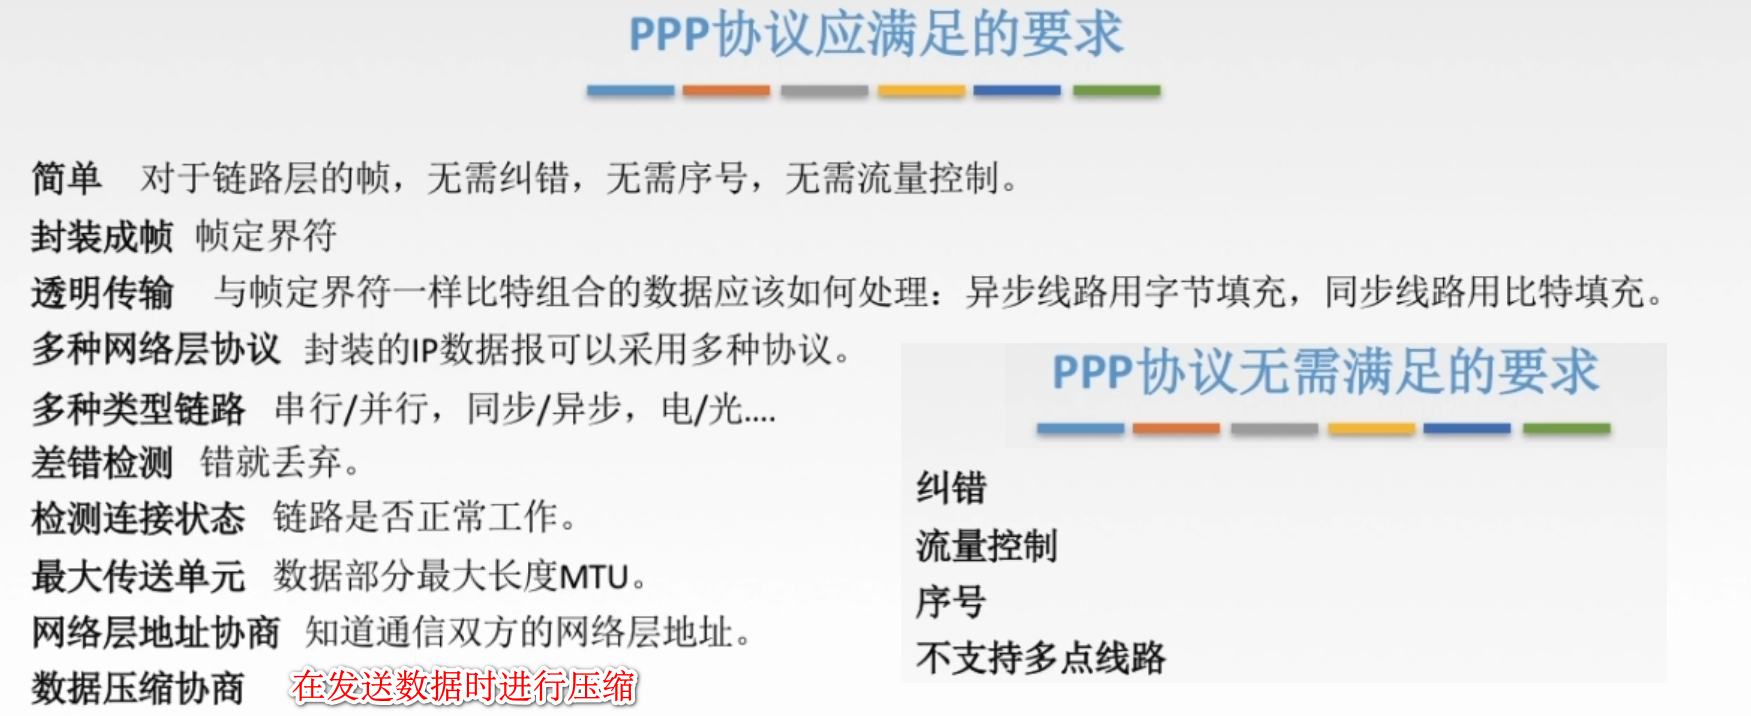 PPP协议应满足的要求
简单 对于链路层的帧，无需纠错，无需序号，无需流量控制。
封装成帧 帧定界符
透明传输 与帧定界符一样比特组合的数据应该如何处理：异步线路用字节填充，同步线路用比特填充。
多种网络层协议 封装的IP数据报可以采用多种协议。
多种类型链路 串行/并行，同步/异步，电/光....
差错检测 错就丢弃。
检测连接状态 链路是否正常工作。
最大传送单元 数据部分最大长度MTU。
网络层地址协商 知道通信双方的网络层地址。
数据压缩协商 在发送数据时进行压缩
PPP协议无需满足的要求
纠错
流量控制
序号
不支持多点线路